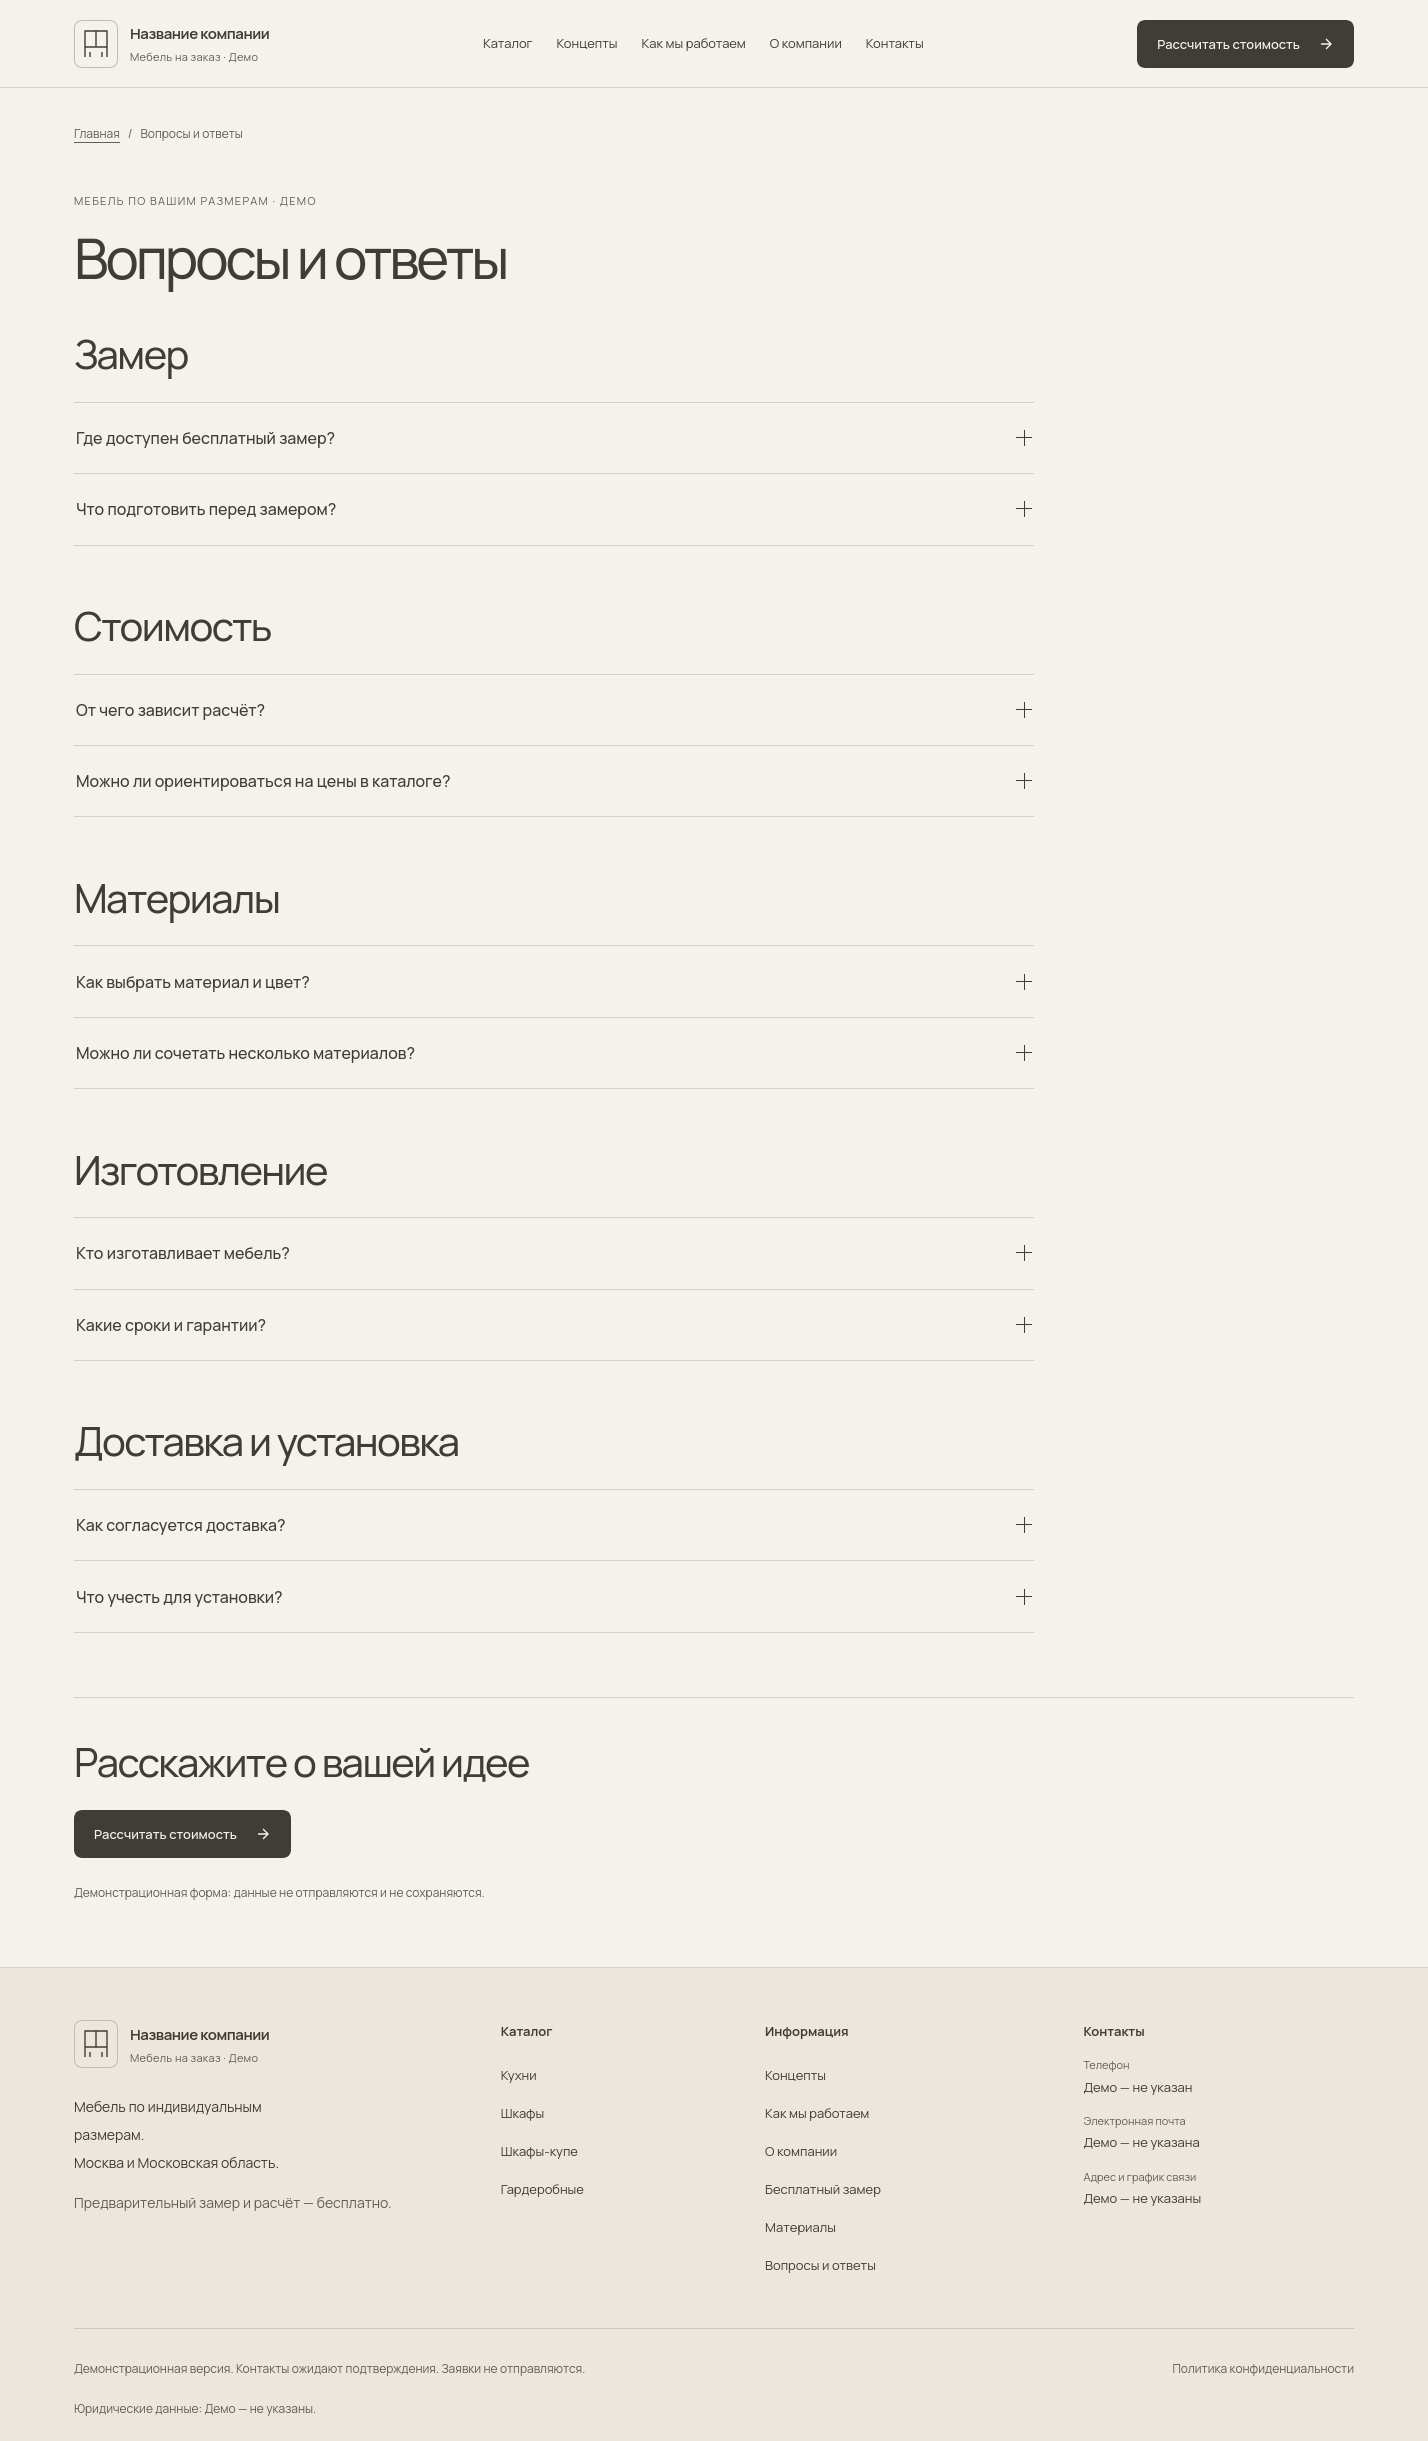 Название компании
Мебель на заказ · Демо
Каталог
Концепты
Как мы работаем
О компании
Контакты
Рассчитать стоимость
Главная / Вопросы и ответы
МЕБЕЛЬ ПО ВАШИМ РАЗМЕРАМ · ДЕМО
Вопросы и ответы
Замер
Где доступен бесплатный замер?
Что подготовить перед замером?
Стоимость
От чего зависит расчёт?
Можно ли ориентироваться на цены в каталоге?
Материалы
Как выбрать материал и цвет?
Можно ли сочетать несколько материалов?
Изготовление
Кто изготавливает мебель?
Какие сроки и гарантии?
Доставка и установка
Как согласуется доставка?
Что учесть для установки?
Расскажите о вашей идее
Рассчитать стоимость
Демонстрационная форма: данные не отправляются и не сохраняются.
Название компании
Мебель на заказ · Демо
Мебель по индивидуальным
размерам.
Москва и Московская область.
Предварительный замер и расчёт — бесплатно.
Каталог
Кухни
Шкафы
Шкафы-купе
Гардеробные
Информация
Концепты
Как мы работаем
О компании
Бесплатный замер
Материалы
Вопросы и ответы
Контакты
Телефон
Демо — не указан
Электронная почта
Демо — не указана
Адрес и график связи
Демо — не указаны
Демонстрационная версия. Контакты ожидают подтверждения. Заявки не отправляются.
Политика конфиденциальности
Юридические данные: Демо — не указаны.